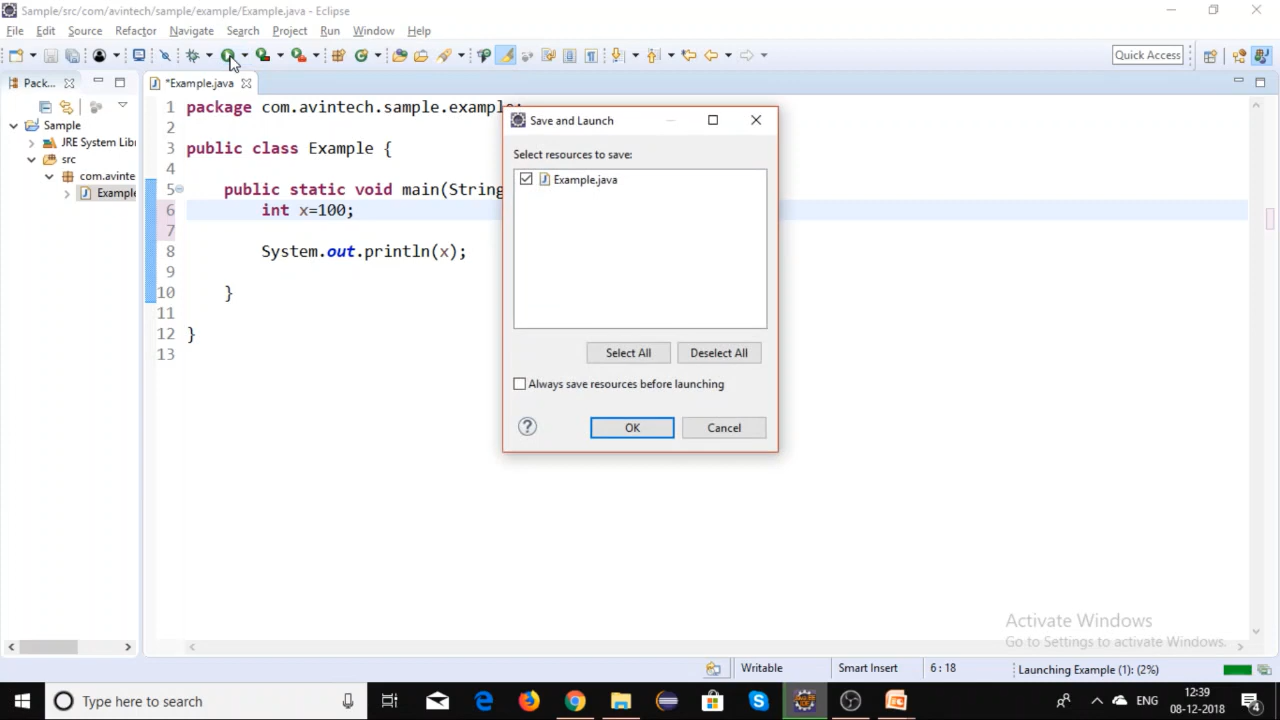 Sample/src/com/avintech/sample/example/Example.java - Eclipse
File Edit Source Refactor Navigate Search Project Run Window Help
Quick Access
Pack...
*Example.java
Sample
JRE System Lib
src
com.avinte
Example
1 package com.avintech.sample.example;
2
3 public class Example {
4
5 public static void main(String
6 int x=100;
7
8 System.out.println(x);
9
10 }
11
12 }
13
Save and Launch
Select resources to save:
Example.java
Select All Deselect All
Always save resources before launching
OK Cancel
Activate Windows
Go to Settings to activate Windows.
Writable Smart Insert 6 : 18 Launching Example (1): (2%)
Type here to search
ENG
12:39
08-12-2018
4